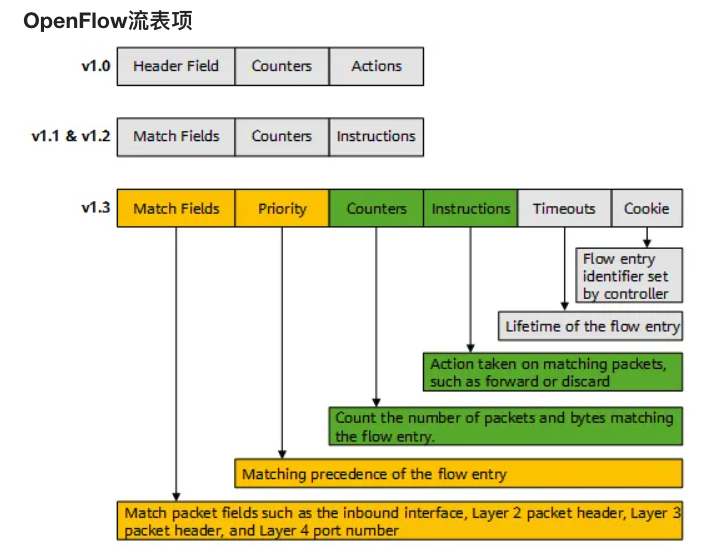 OpenFlow流表项
v1.0 Header Field Counters Actions
v1.1 & v1.2 Match Fields Counters Instructions
v1.3 Match Fields Priority Counters Instructions Timeouts Cookie
Flow entry
identifier set
by controller
Lifetime of the flow entry
Action taken on matching packets,
such as forward or discard
Count the number of packets and bytes matching
the flow entry.
Matching precedence of the flow entry
Match packet fields such as the inbound interface, Layer 2 packet header, Layer 3
packet header, and Layer 4 port number